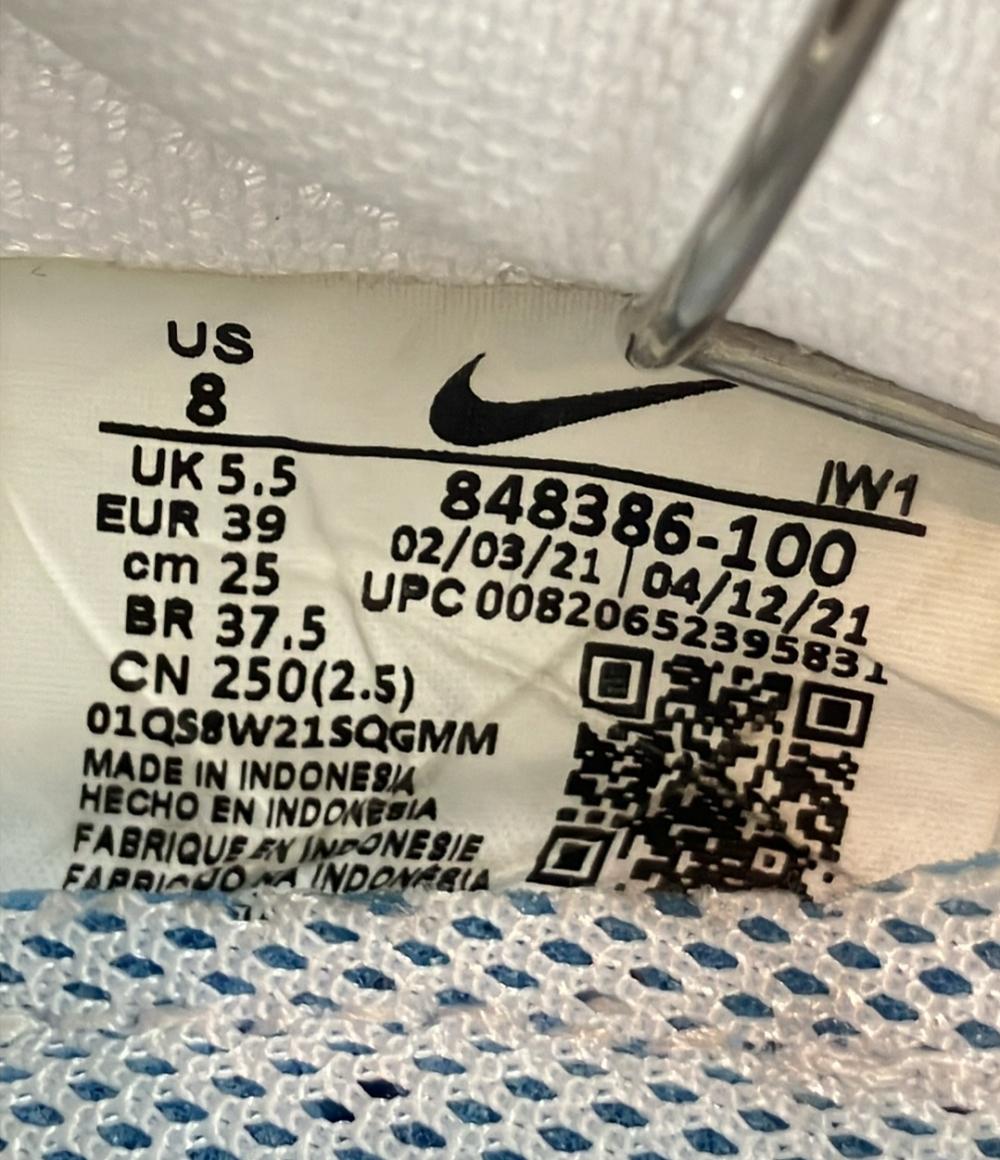 US
8
IW1
UK 5.5
EUR 39
cm 25
BR 37.5
CN 250(2.5)
848386-100
02/03/21 | 04/12/21
UPC 00820652395831
01QS8W21SQGMM
MADE IN INDONESIA
HECHO EN INDONESIA
FABRIQUE EN INDONESIE
INDONESIA